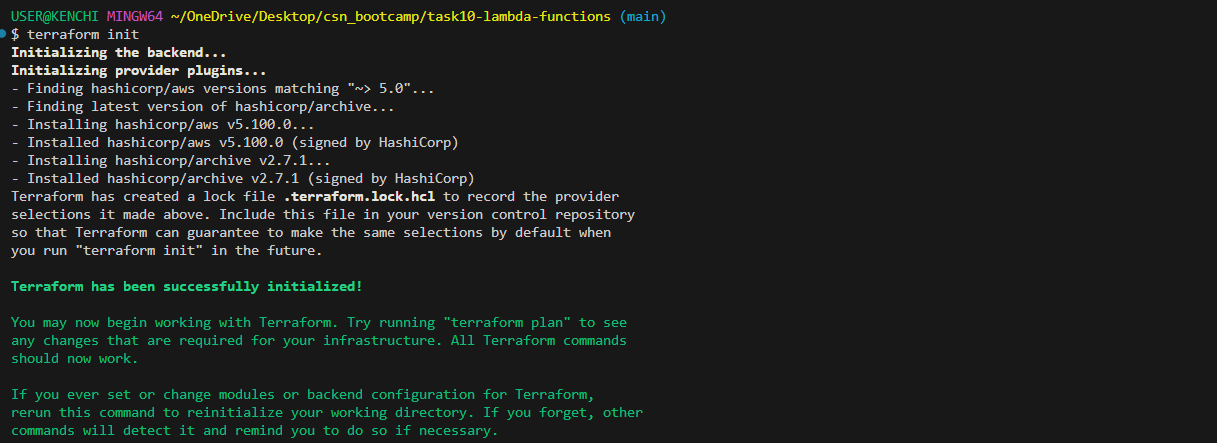 USER@KENCHI MINGW64 ~/OneDrive/Desktop/csn_bootcamp/task10-lambda-functions (main)
$ terraform init
Initializing the backend...
Initializing provider plugins...
- Finding hashicorp/aws versions matching "~> 5.0"...
- Finding latest version of hashicorp/archive...
- Installing hashicorp/aws v5.100.0...
- Installed hashicorp/aws v5.100.0 (signed by HashiCorp)
- Installing hashicorp/archive v2.7.1...
- Installed hashicorp/archive v2.7.1 (signed by HashiCorp)
Terraform has created a lock file .terraform.lock.hcl to record the provider
selections it made above. Include this file in your version control repository
so that Terraform can guarantee to make the same selections by default when
you run "terraform init" in the future.
Terraform has been successfully initialized!
You may now begin working with Terraform. Try running "terraform plan" to see
any changes that are required for your infrastructure. All Terraform commands
should now work.
If you ever set or change modules or backend configuration for Terraform,
rerun this command to reinitialize your working directory. If you forget, other
commands will detect it and remind you to do so if necessary.